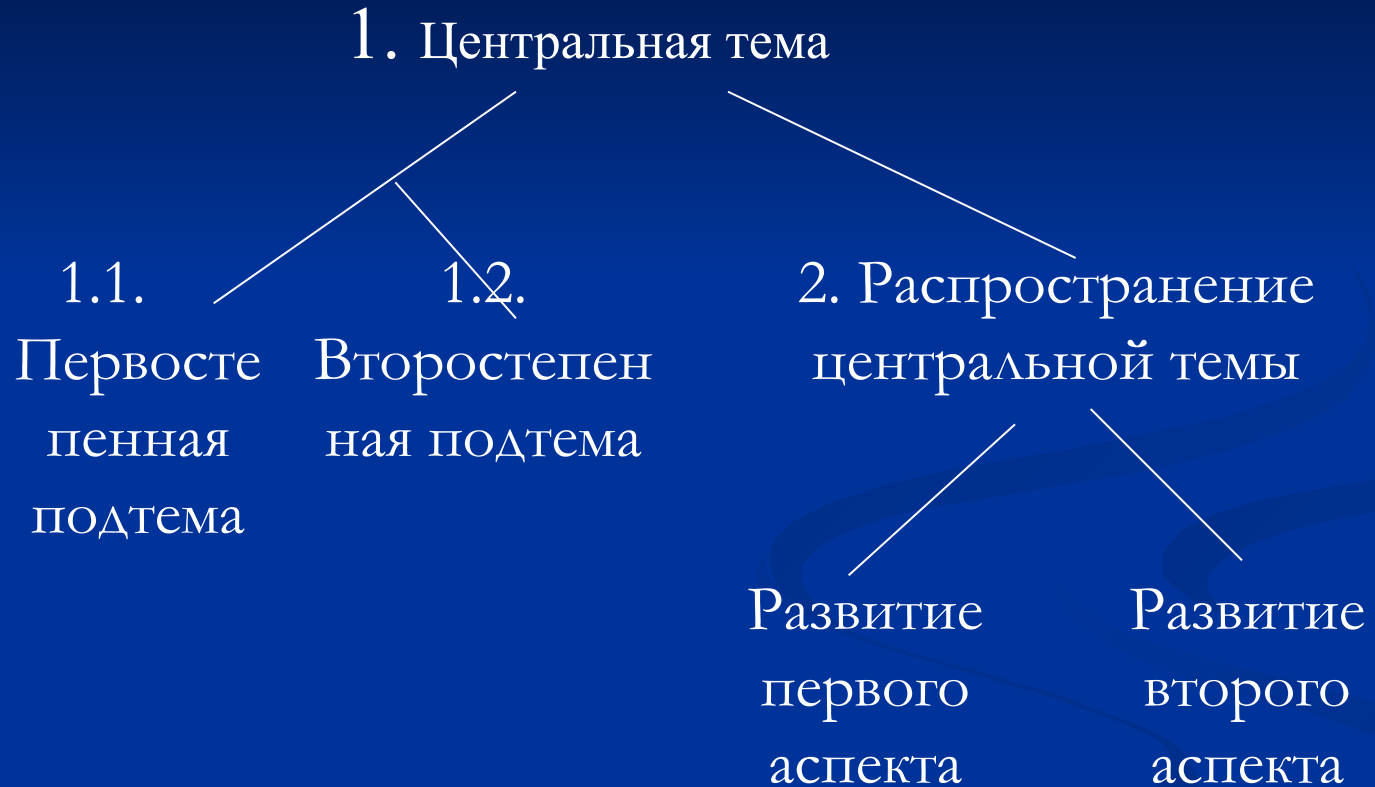 1. Центральная тема
1.1.
Первосте
пенная
подтема
1.2.
Второстепен
ная подтема
2. Распространение
центральной темы
Развитие
первого
аспекта
Развитие
второго
аспекта